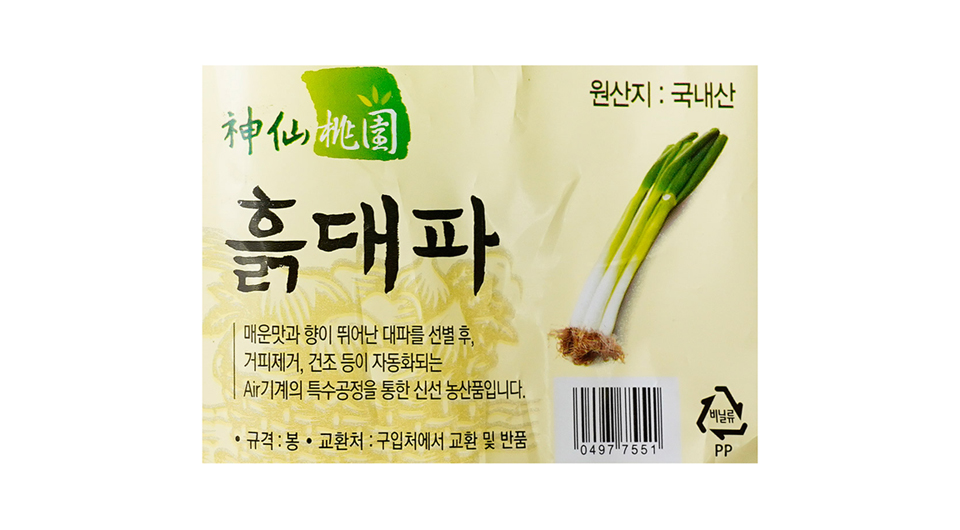 神仙桃園
원산지 : 국내산
흙대파
매운맛과 향이 뛰어난 대파를 선별 후,
거피제거, 건조 등이 자동화되는
Air기계의 특수공정을 통한 신선 농산품입니다.
• 규격 : 봉 • 교환처 : 구입처에서 교환 및 반품
0497 7551
비닐류
PP